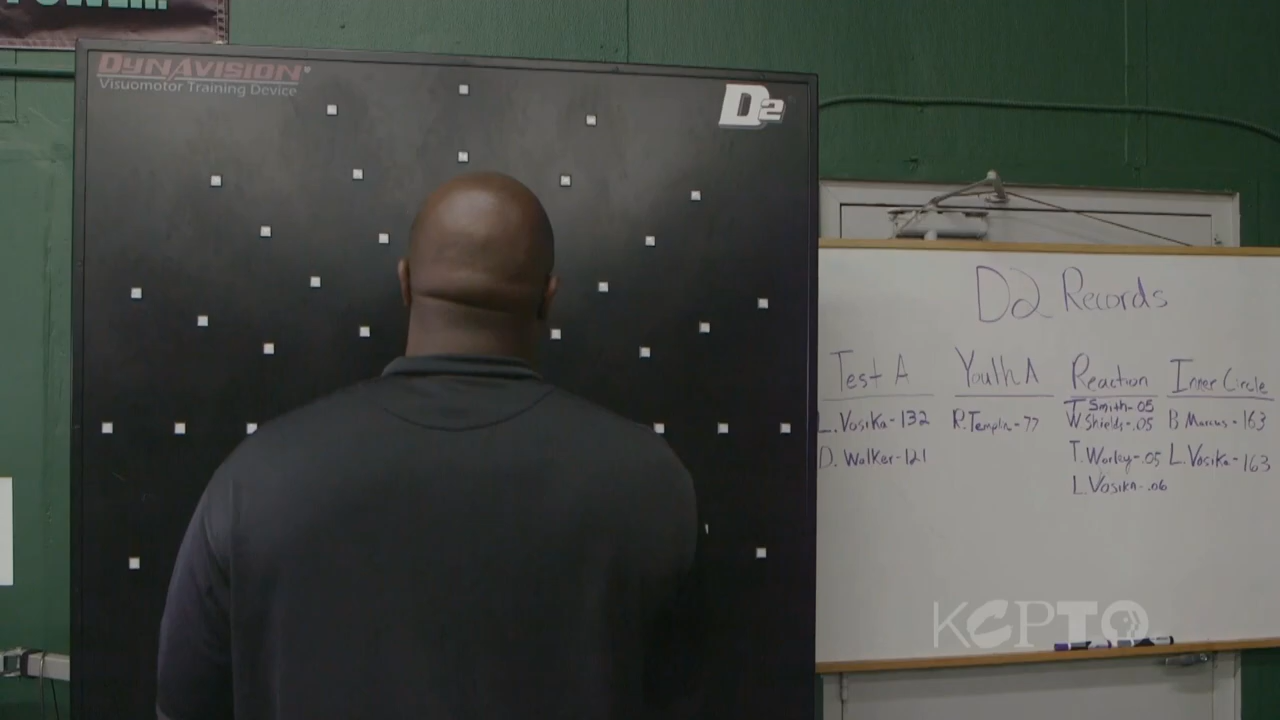 POWER!
DYNAVISION®
Visuomotor Training Device
D2
D2 Records
Test A
L. Vosika - 132
D. Walker - 121
Youth A
R. Templin - 77
Reaction
T Smith - .05
W Shields - .05
T. Worley - .05
L. Vosika - .06
Inner Circle
B Marcus - 163
L. Vosika - 163
KCPT